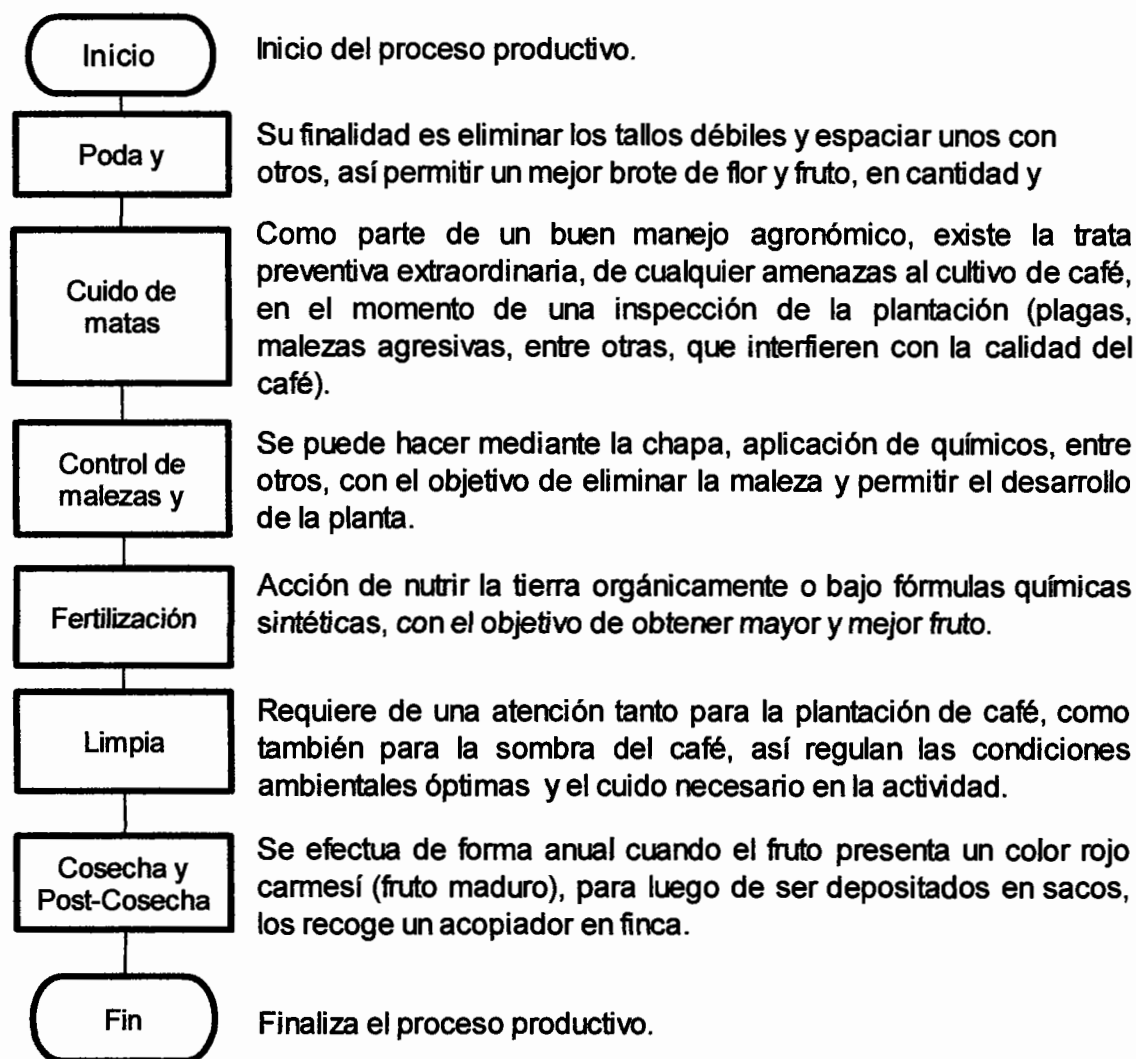 Inicio
Inicio del proceso productivo.
Poda y
Su finalidad es eliminar los tallos débiles y espaciar unos con
otros, así permitir un mejor brote de flor y fruto, en cantidad y
Cuido de
matas
Como parte de un buen manejo agronómico, existe la trata
preventiva extraordinaria, de cualquier amenazas al cultivo de café,
en el momento de una inspección de la plantación (plagas,
malezas agresivas, entre otras, que interfieren con la calidad del
café).
Control de
malezas y
Se puede hacer mediante la chapa, aplicación de químicos, entre
otros, con el objetivo de eliminar la maleza y permitir el desarrollo
de la planta.
Fertilización
Acción de nutrir la tierra orgánicamente o bajo fórmulas químicas
sintéticas, con el objetivo de obtener mayor y mejor fruto.
Limpia
Requiere de una atención tanto para la plantación de café, como
también para la sombra del café, así regulan las condiciones
ambientales óptimas y el cuido necesario en la actividad.
Cosecha y
Post-Cosecha
Se efectua de forma anual cuando el fruto presenta un color rojo
carmesí (fruto maduro), para luego de ser depositados en sacos,
los recoge un acopiador en finca.
Fin
Finaliza el proceso productivo.